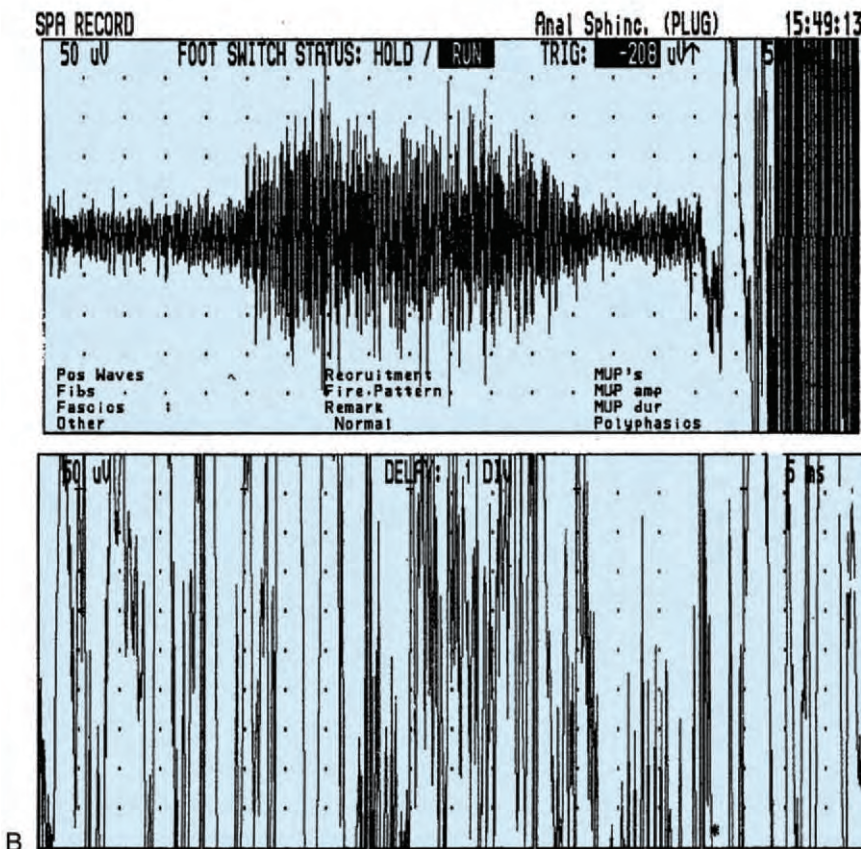 SPA RECORD Anal Sphinc. (PLUG) 15:49:13
50 uV FOOT SWITCH STATUS: HOLD / RUN TRIG: -208 uV↑ 5
Pos Waves Recruitment MUP's
Fibs Fire Pattern MUP amp
Fascics Remark MUP dur
Other Normal Polyphasics
50 uV DELAY: 1 DIV 5 ms
B